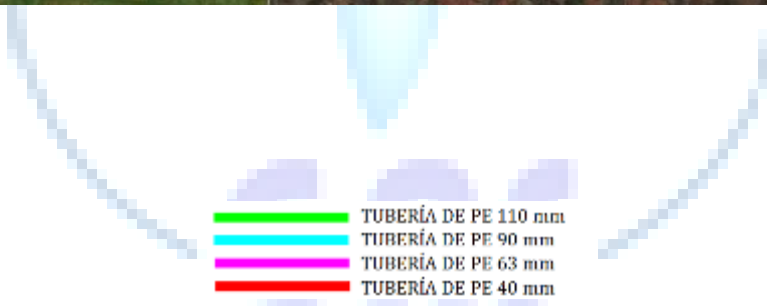 TUBERÍA DE PE 110 mm
TUBERÍA DE PE 90 mm
TUBERÍA DE PE 63 mm
TUBERÍA DE PE 40 mm